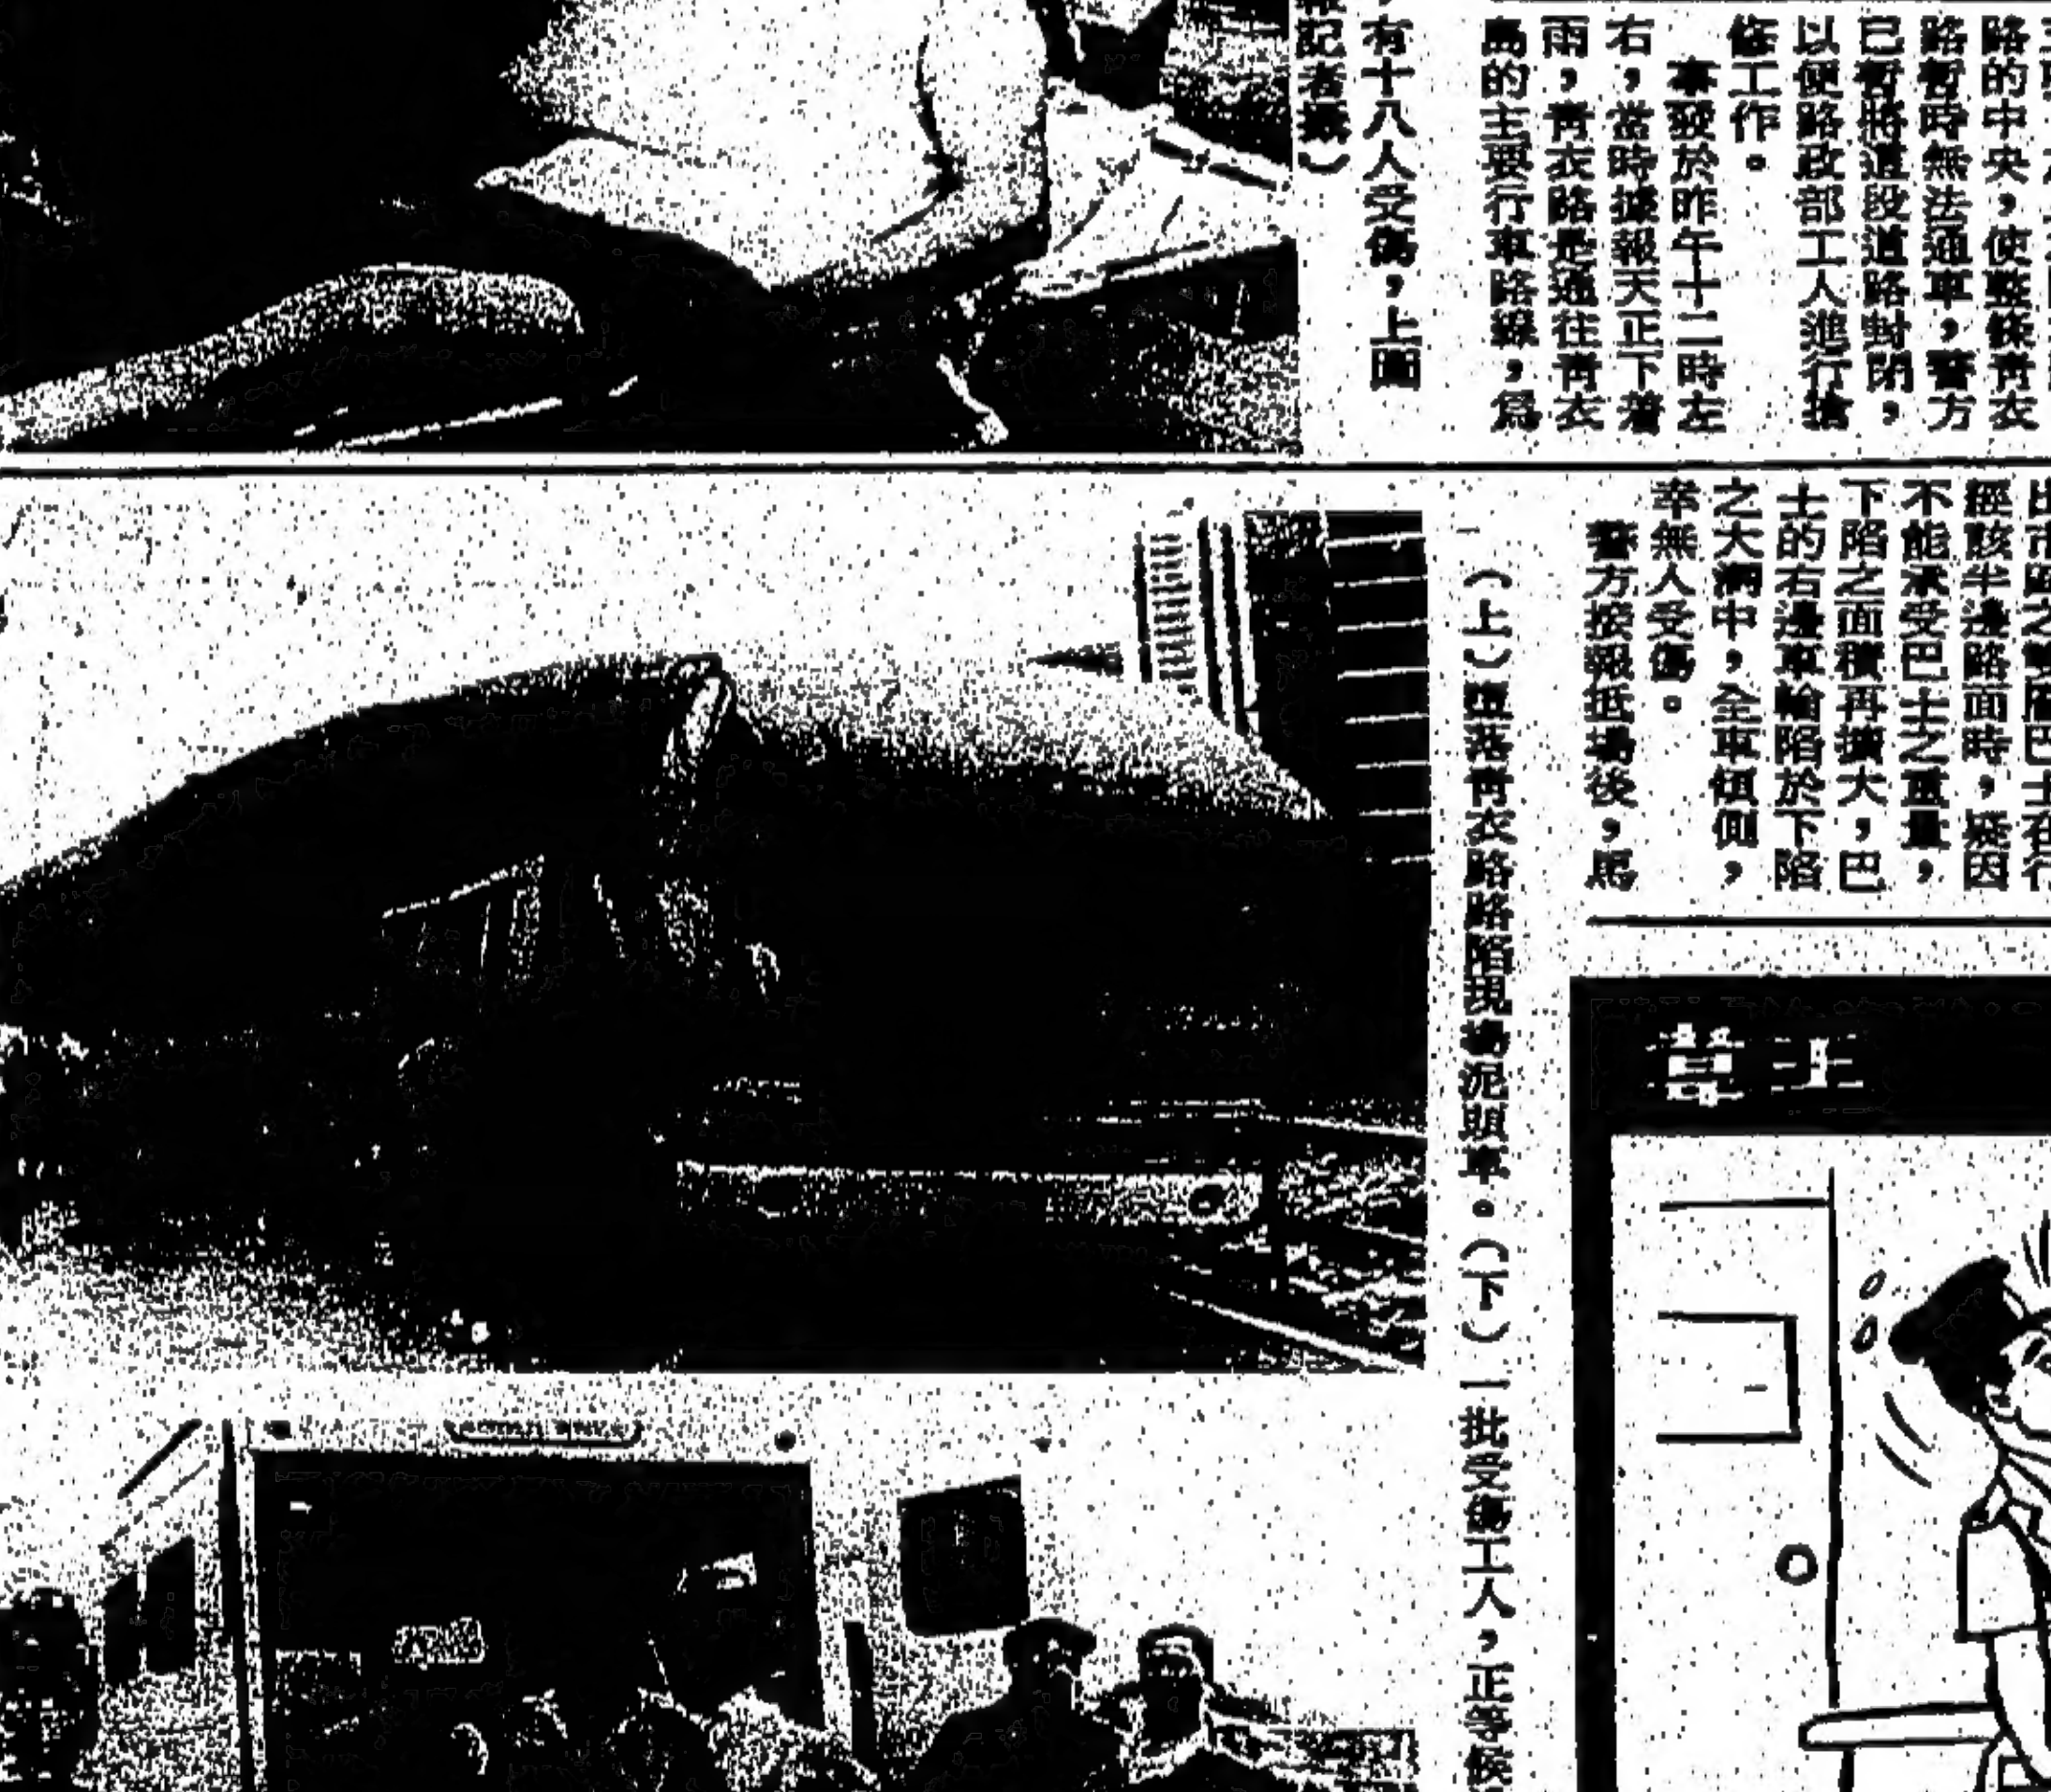 路的中央，使整條青衣
路暫時無法通車，警方
已暫將這段道路封閉，
以便路政部工人進行搶
修工作。
事發於昨午十二時左
右，當時據報天正下着
雨，青衣路是通往青衣
島的主要行車路線，為
，有十八人受傷，上圖
記者攝）
經該半邊路面時，疑因
不能承受巴士之重量，
下陷之面積再擴大，巴
士的右邊車輪陷於下陷
之大洞中，全車傾側，
幸無人受傷。
警方接報抵場後，馬
（上）墮落青衣路路陷現場泥頭車。（下）一批受傷工人，正等候